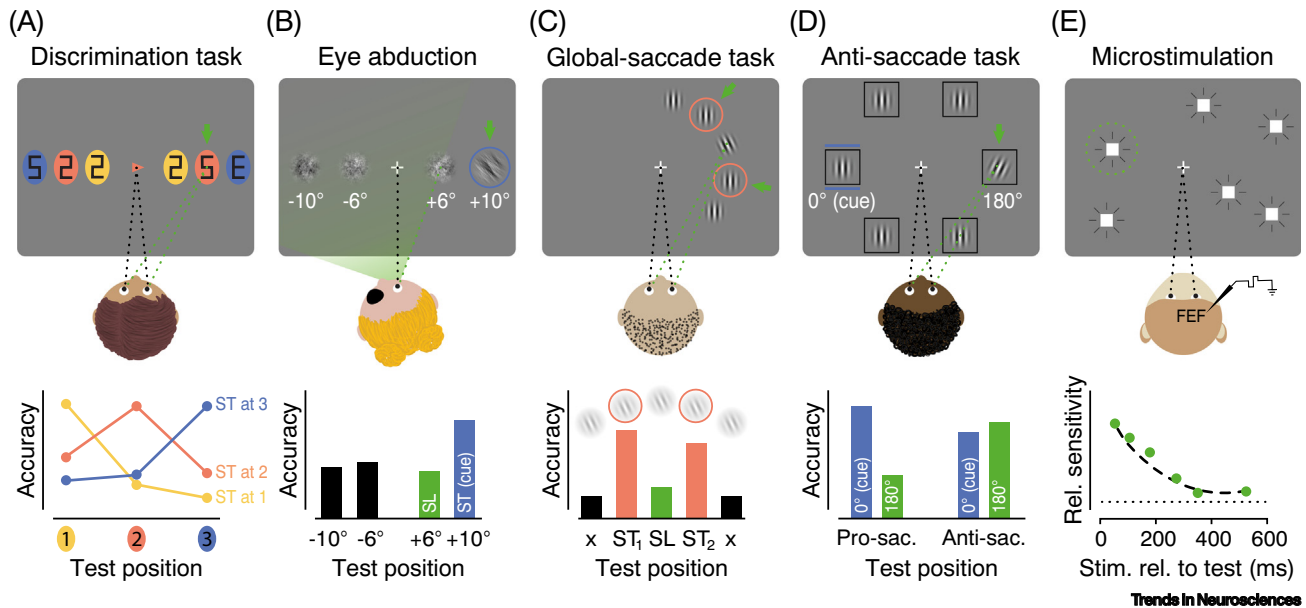 (A)
Discrimination task
5 2 2 2 5 E
Accuracy
ST at 3
ST at 2
ST at 1
1 2 3
Test position
(B)
Eye abduction
-10° -6° +6° +10°
Accuracy
SL
ST (cue)
-10° -6° +6° +10°
Test position
(C)
Global-saccade task
Accuracy
x ST1 SL ST2 x
Test position
(D)
Anti-saccade task
0° (cue) 180°
Accuracy
0° (cue)
180°
0° (cue)
180°
Pro-sac. Anti-sac.
Test position
(E)
Microstimulation
FEF
Rel. sensitivity
0 200 400 600
Stim. rel. to test (ms)
Trends in Neurosciences